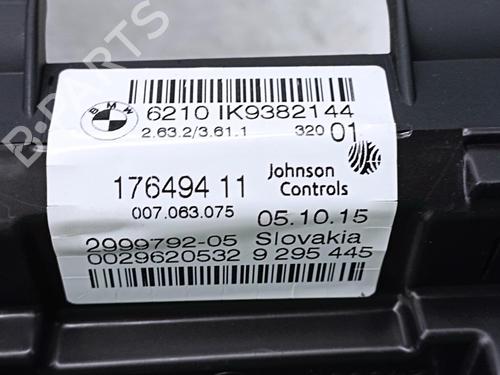 BMW
6210 IK9382144
2.63.2/3.61.1 320 01
176494 11
Johnson
Controls
007.063.075 05.10.15
2999792-05 Slovakia
0029620532 9 295 445
B-PARTS